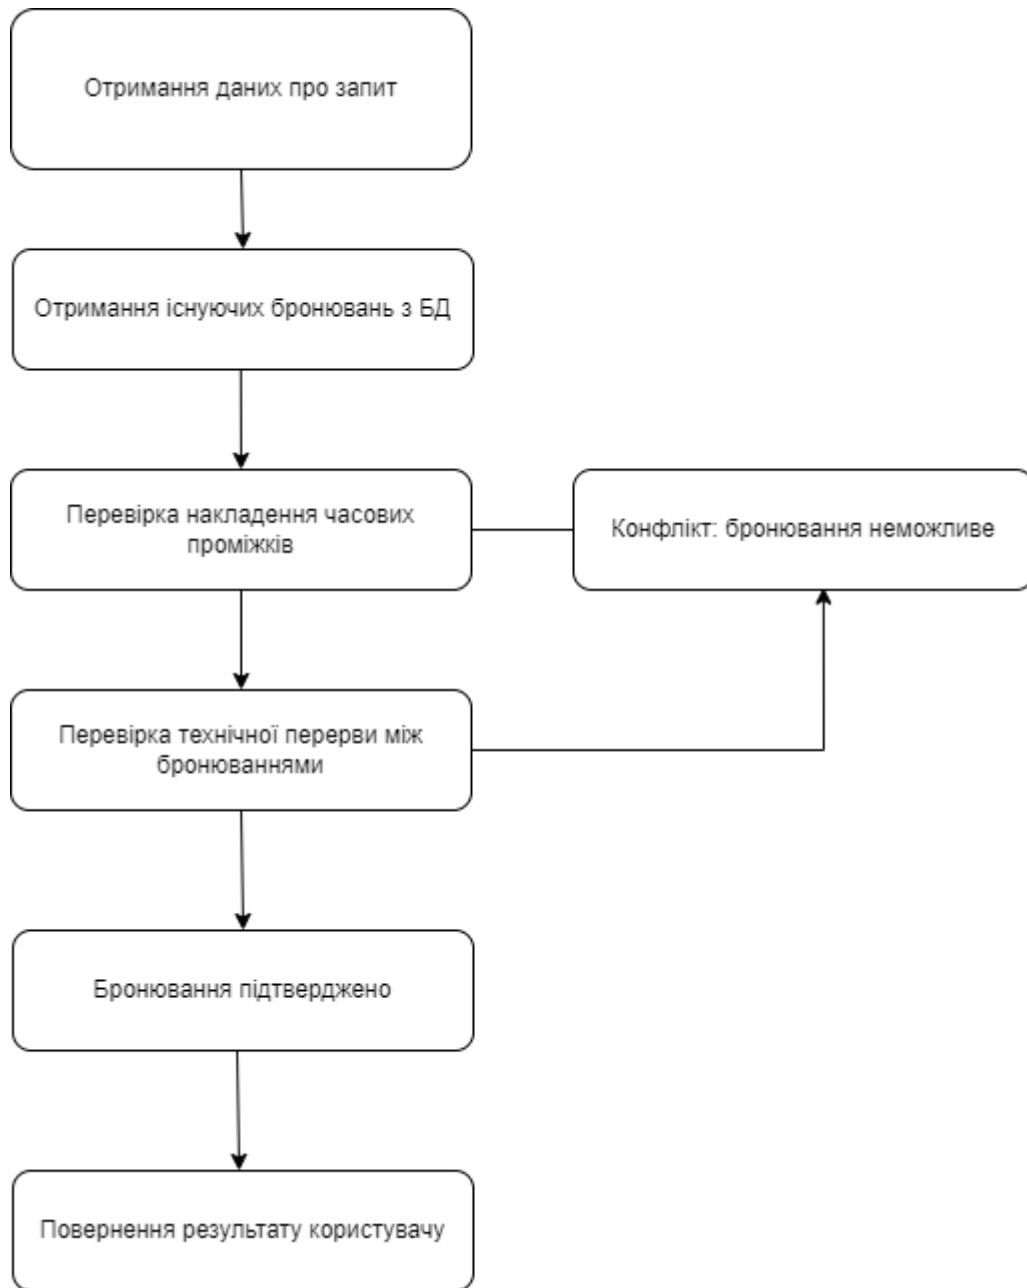 Отримання даних про запит
Отримання існуючих бронювань з БД
Перевірка накладення часових
проміжків
Конфлікт: бронювання неможливе
Перевірка технічної перерви між
бронюваннями
Бронювання підтверджено
Повернення результату користувачу